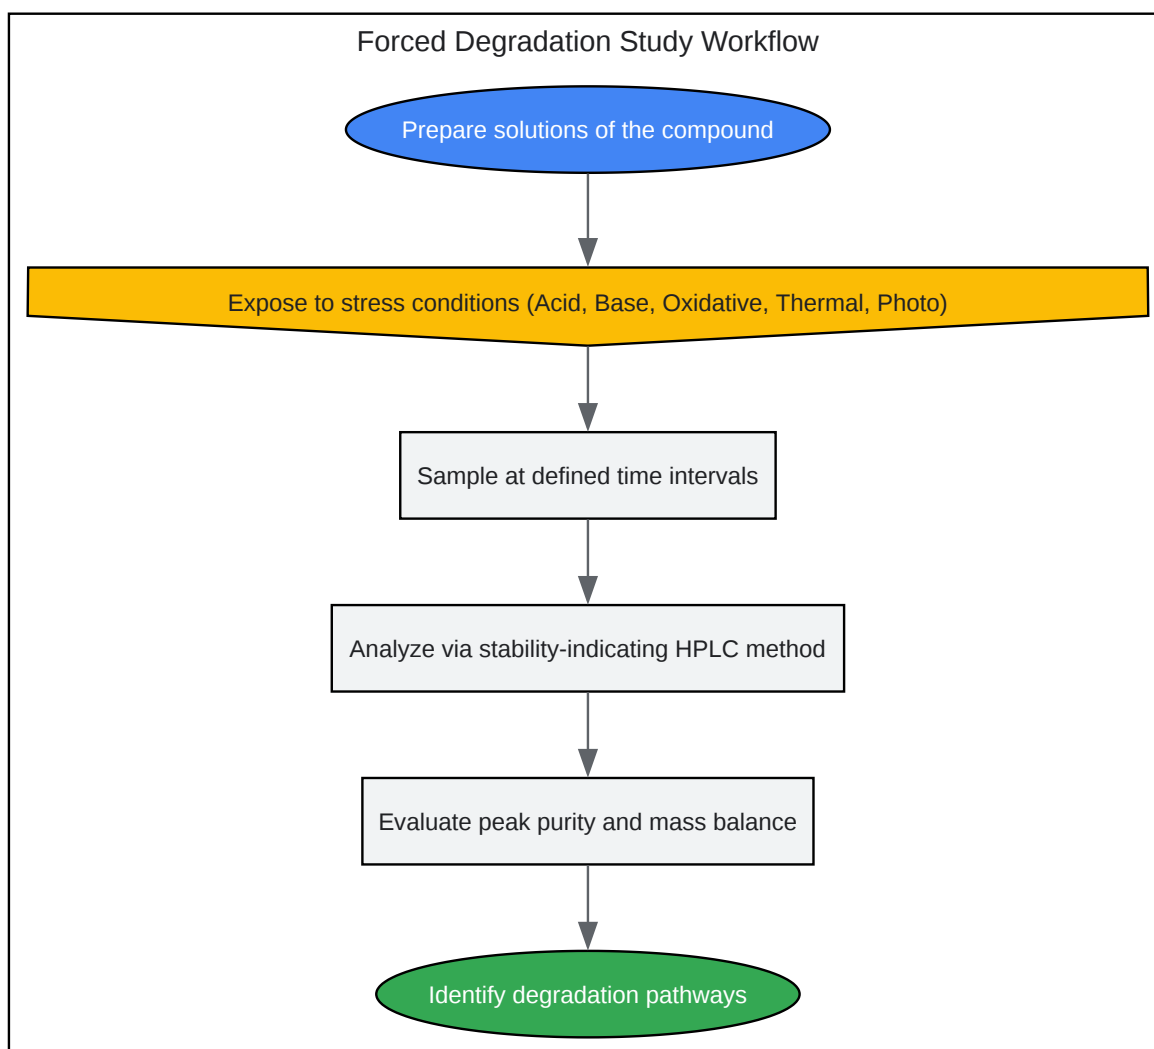 Forced Degradation Study Workflow
Prepare solutions of the compound
Expose to stress conditions (Acid, Base, Oxidative, Thermal, Photo)
Sample at defined time intervals
Analyze via stability-indicating HPLC method
Evaluate peak purity and mass balance
Identify degradation pathways